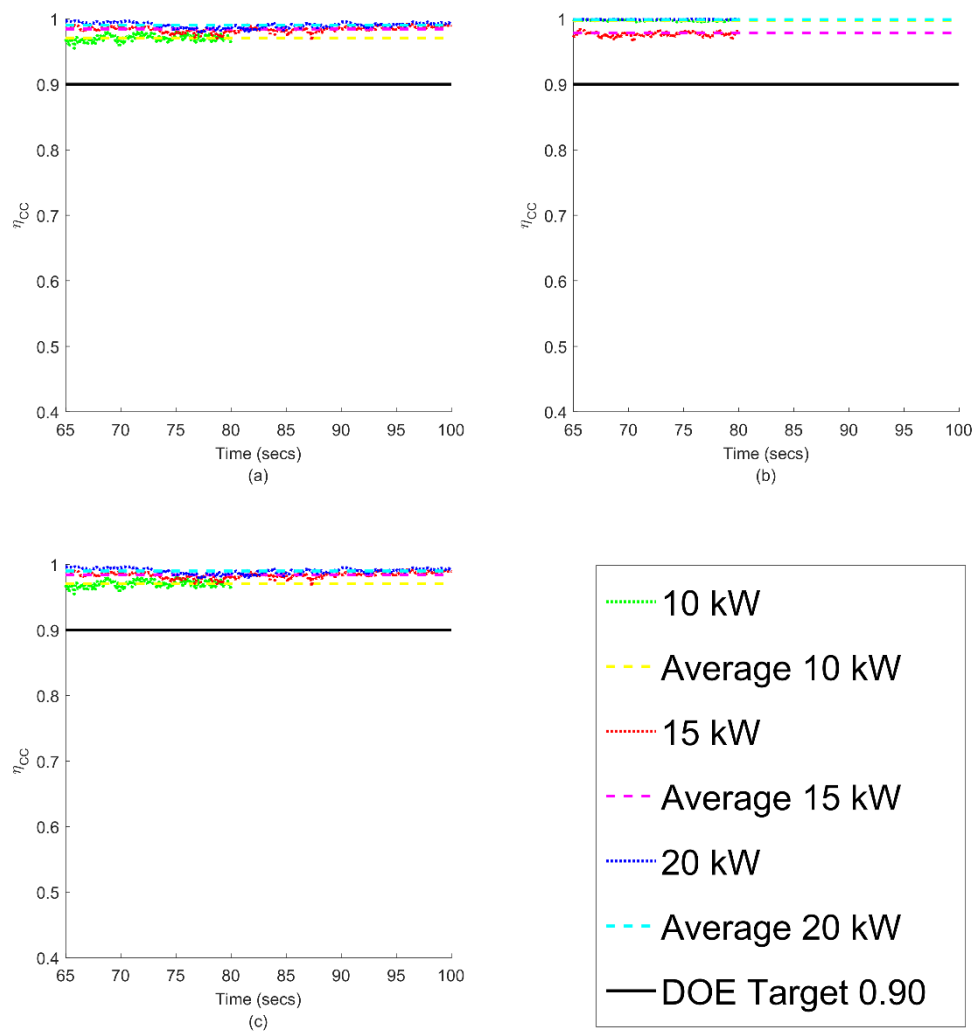 1
0.9
0.8
0.7
0.6
0.5
0.4
ηCC
65 70 75 80 85 90 95 100
Time (secs)
(a)
1
0.9
0.8
0.7
0.6
0.5
0.4
ηCC
65 70 75 80 85 90 95 100
Time (secs)
(b)
1
0.9
0.8
0.7
0.6
0.5
0.4
ηCC
65 70 75 80 85 90 95 100
Time (secs)
(c)
10 kW
Average 10 kW
15 kW
Average 15 kW
20 kW
Average 20 kW
DOE Target 0.90